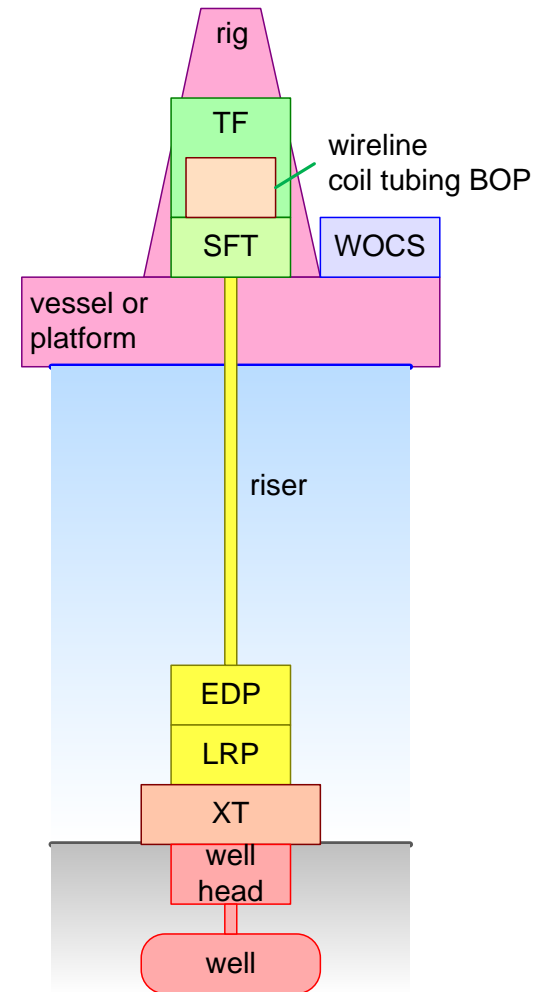 rig
TF
wireline
coil tubing BOP
SFT
WOCS
vessel or
platform
riser
EDP
LRP
XT
well
head
well